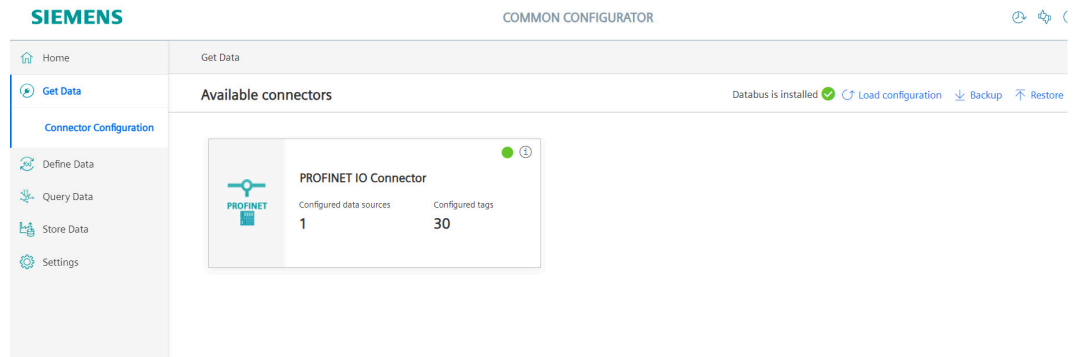 SIEMENS
COMMON CONFIGURATOR
Home
Get Data
Get Data
Available connectors
Databus is installed Load configuration Backup Restore
Connector Configuration
Define Data
Query Data
Store Data
Settings
PROFINET
PROFINET IO Connector
Configured data sources Configured tags
1 30